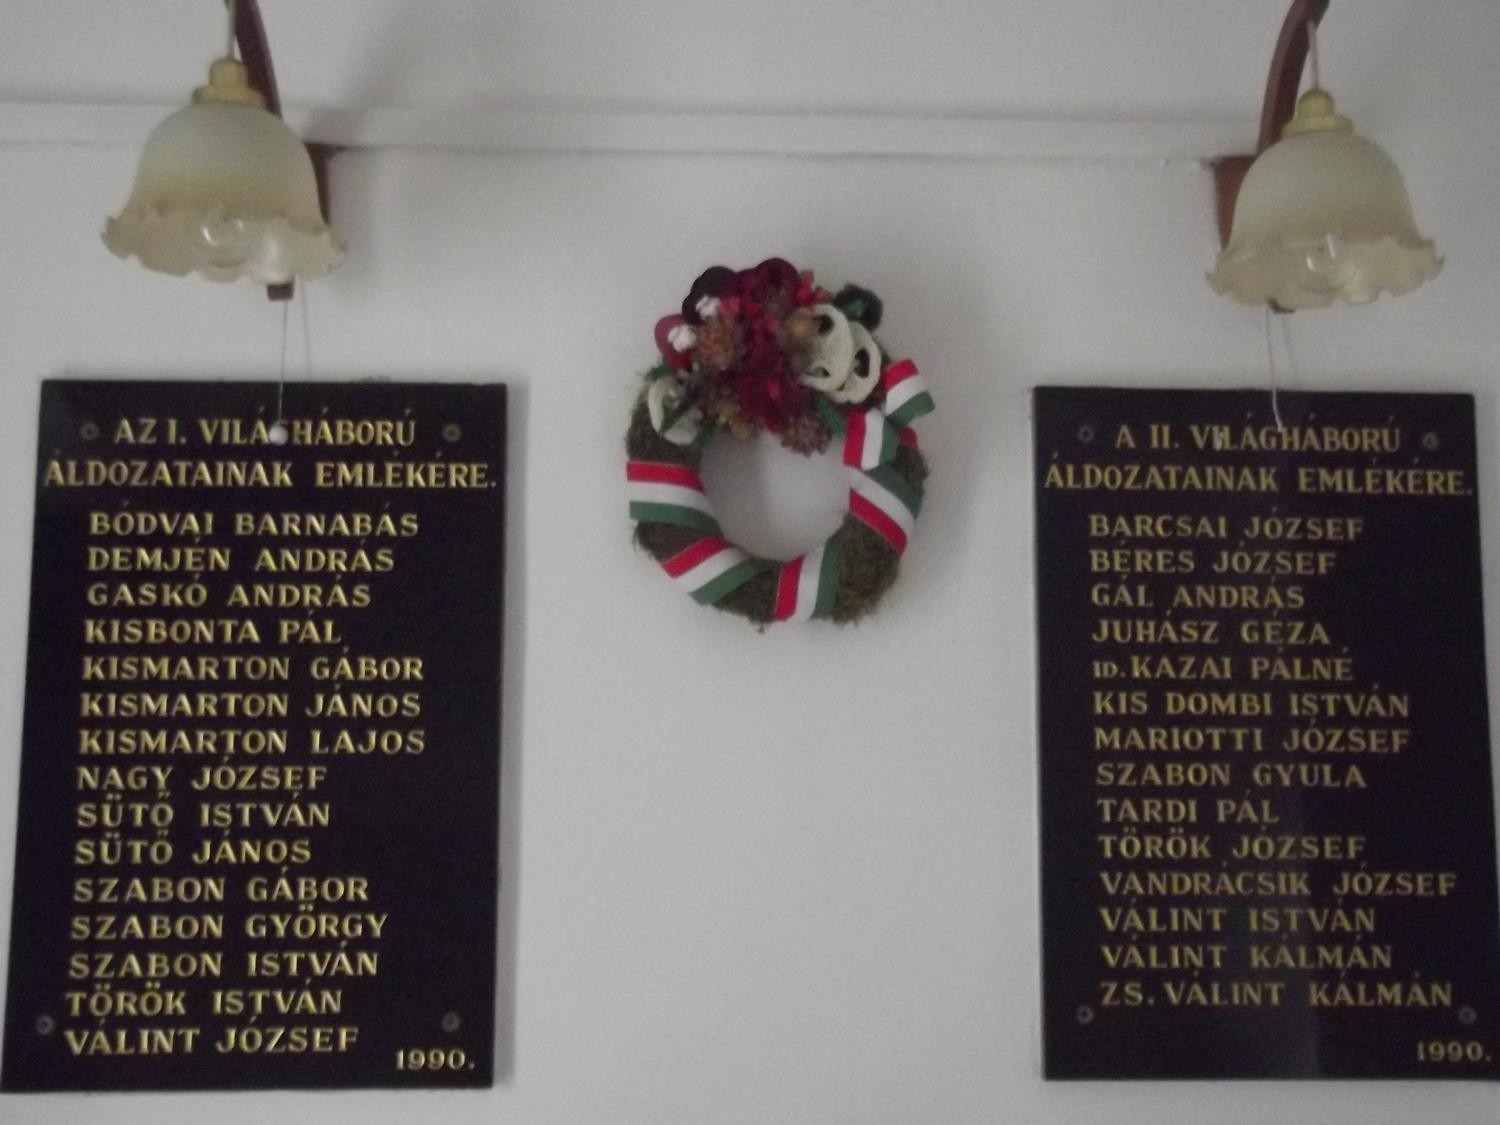 AZ I. VILÁGHÁBORÚ
ÁLDOZATAINAK EMLÉKÉRE.
BÓDVAI BARNABÁS
DEMJÉN ANDRÁS
GASKÓ ANDRÁS
KISBONTA PÁL
KISMARTON GÁBOR
KISMARTON JÁNOS
KISMARTON LAJOS
NAGY JÓZSEF
SÜTŐ ISTVÁN
SÜTŐ JÁNOS
SZABON GÁBOR
SZABON GYÖRGY
SZABON ISTVÁN
TÖRÖK ISTVÁN
VÁLINT JÓZSEF
1990.
A II. VILÁGHÁBORÚ
ÁLDOZATAINAK EMLÉKÉRE.
BARCSAI JÓZSEF
BÉRES JÓZSEF
GÁL ANDRÁS
JUHÁSZ GÉZA
ID. KAZAI PÁLNÉ
KIS DOMBI ISTVÁN
MARIOTTI JÓZSEF
SZABON GYULA
TARDI PÁL
TÖRÖK JÓZSEF
VANDRÁCSIK JÓZSEF
VÁLINT ISTVÁN
VÁLINT KÁLMÁN
ZS. VÁLINT KÁLMÁN
1990.